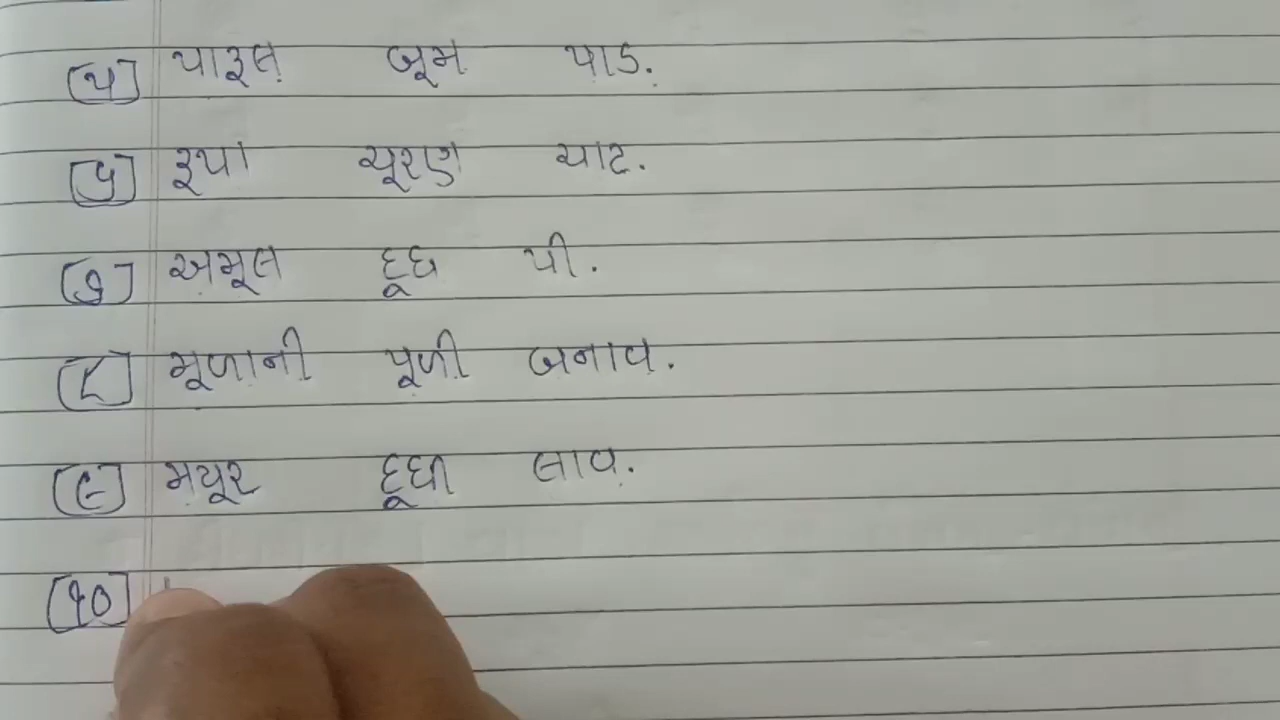 [૫] પારૂલ બૂમ પાડ.
[૬] રૂપા ચૂરણ ચાટ.
[૭] અમૂલ દૂધ પી.
[૮] મૂળાની પૂળી બનાવ.
[૯] મયૂર દૂધી લાવ.
[૧૦]